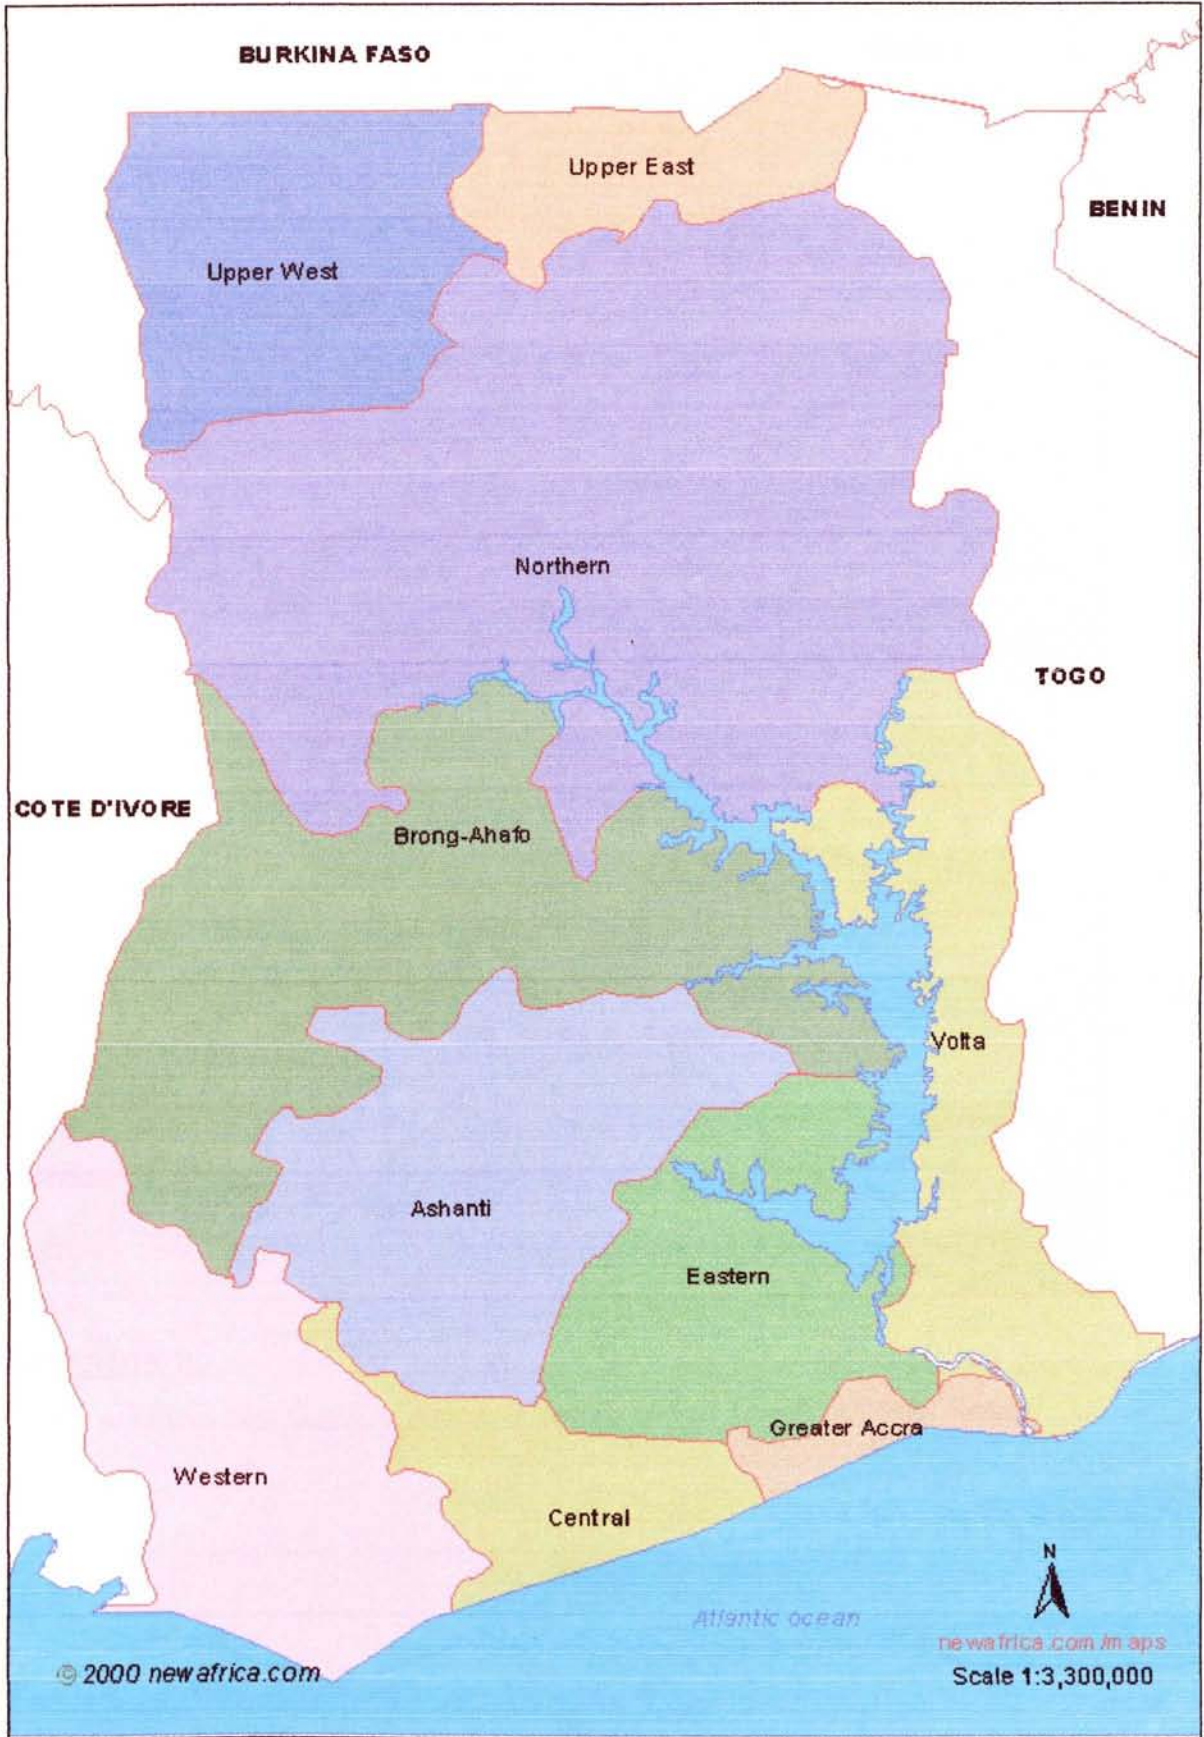 BURKINA FASO
Upper East
BENIN
Upper West
Northern
TOGO
COTE D'IVORE
Brong-Ahafo
Volta
Ashanti
Eastern
Greater Accra
Western
Central
N
Atlantic ocean
newafrica.com/maps
© 2000 newafrica.com
Scale 1:3,300,000